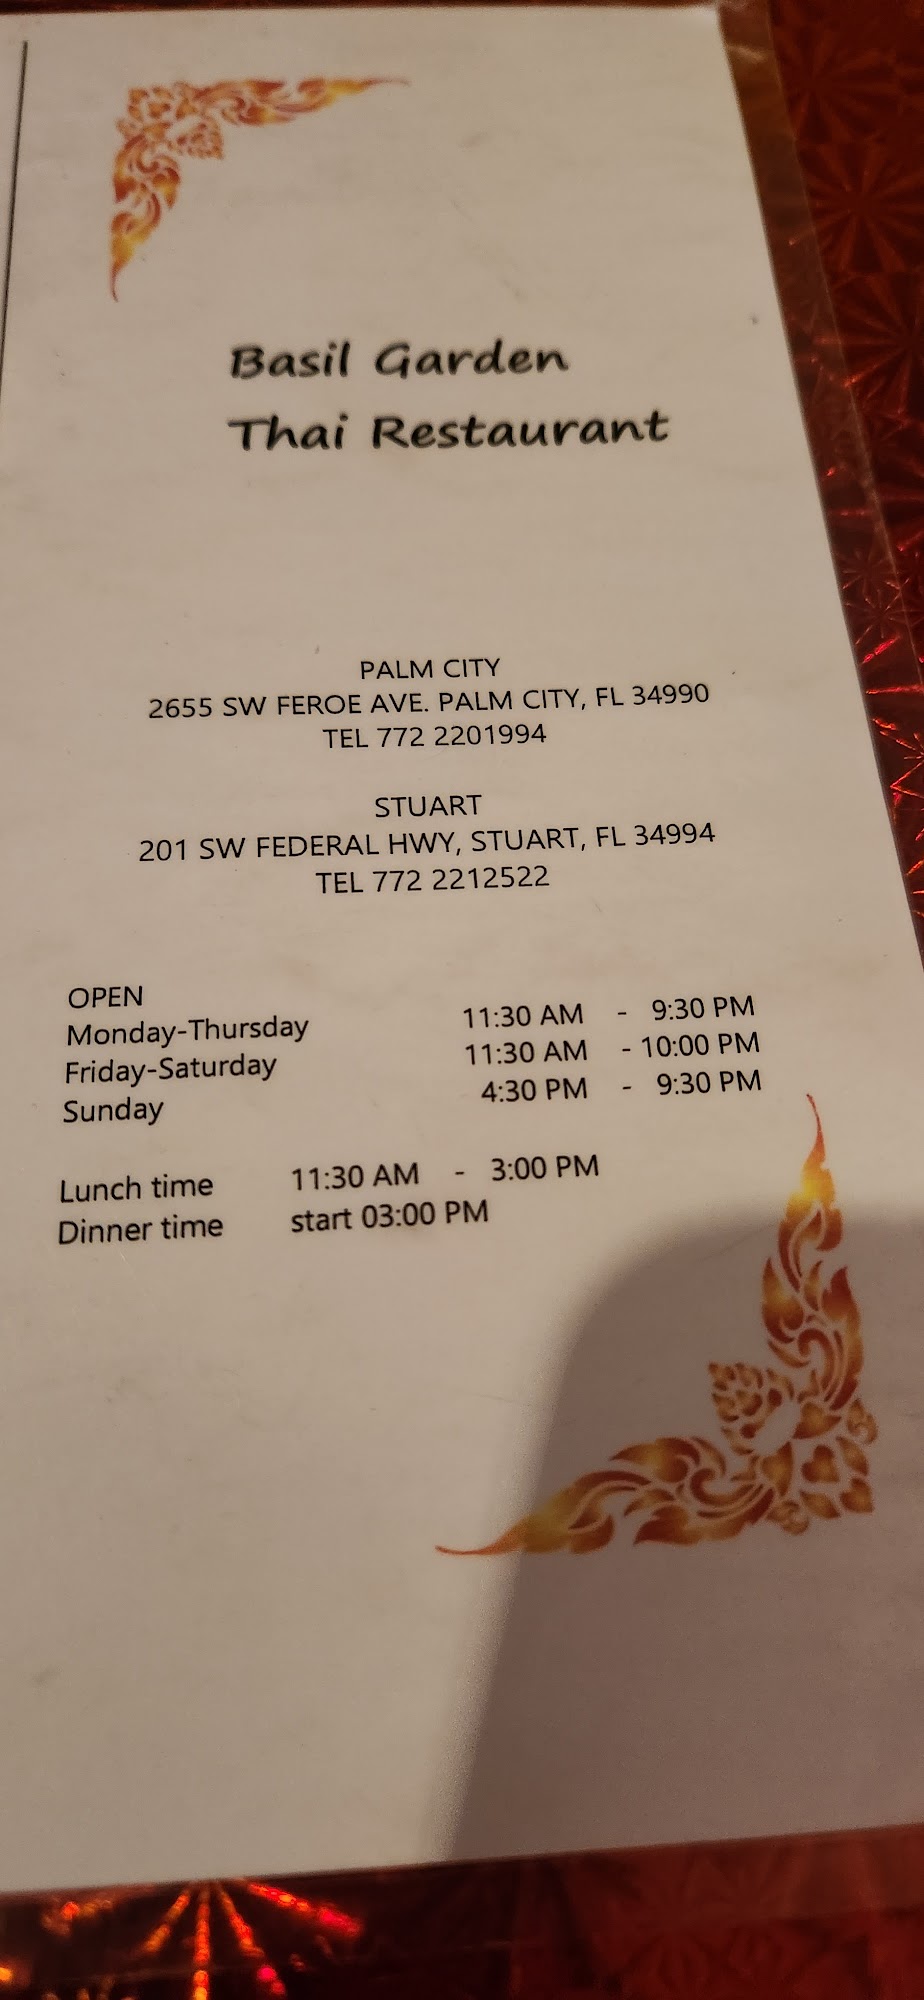 Basil Garden
Thai Restaurant
PALM CITY
2655 SW FEROE AVE. PALM CITY, FL 34990
TEL 772 2201994
STUART
201 SW FEDERAL HWY, STUART, FL 34994
TEL 772 2212522
OPEN
Monday-Thursday 11:30 AM - 9:30 PM
Friday-Saturday 11:30 AM - 10:00 PM
Sunday 4:30 PM - 9:30 PM
Lunch time 11:30 AM - 3:00 PM
Dinner time start 03:00 PM